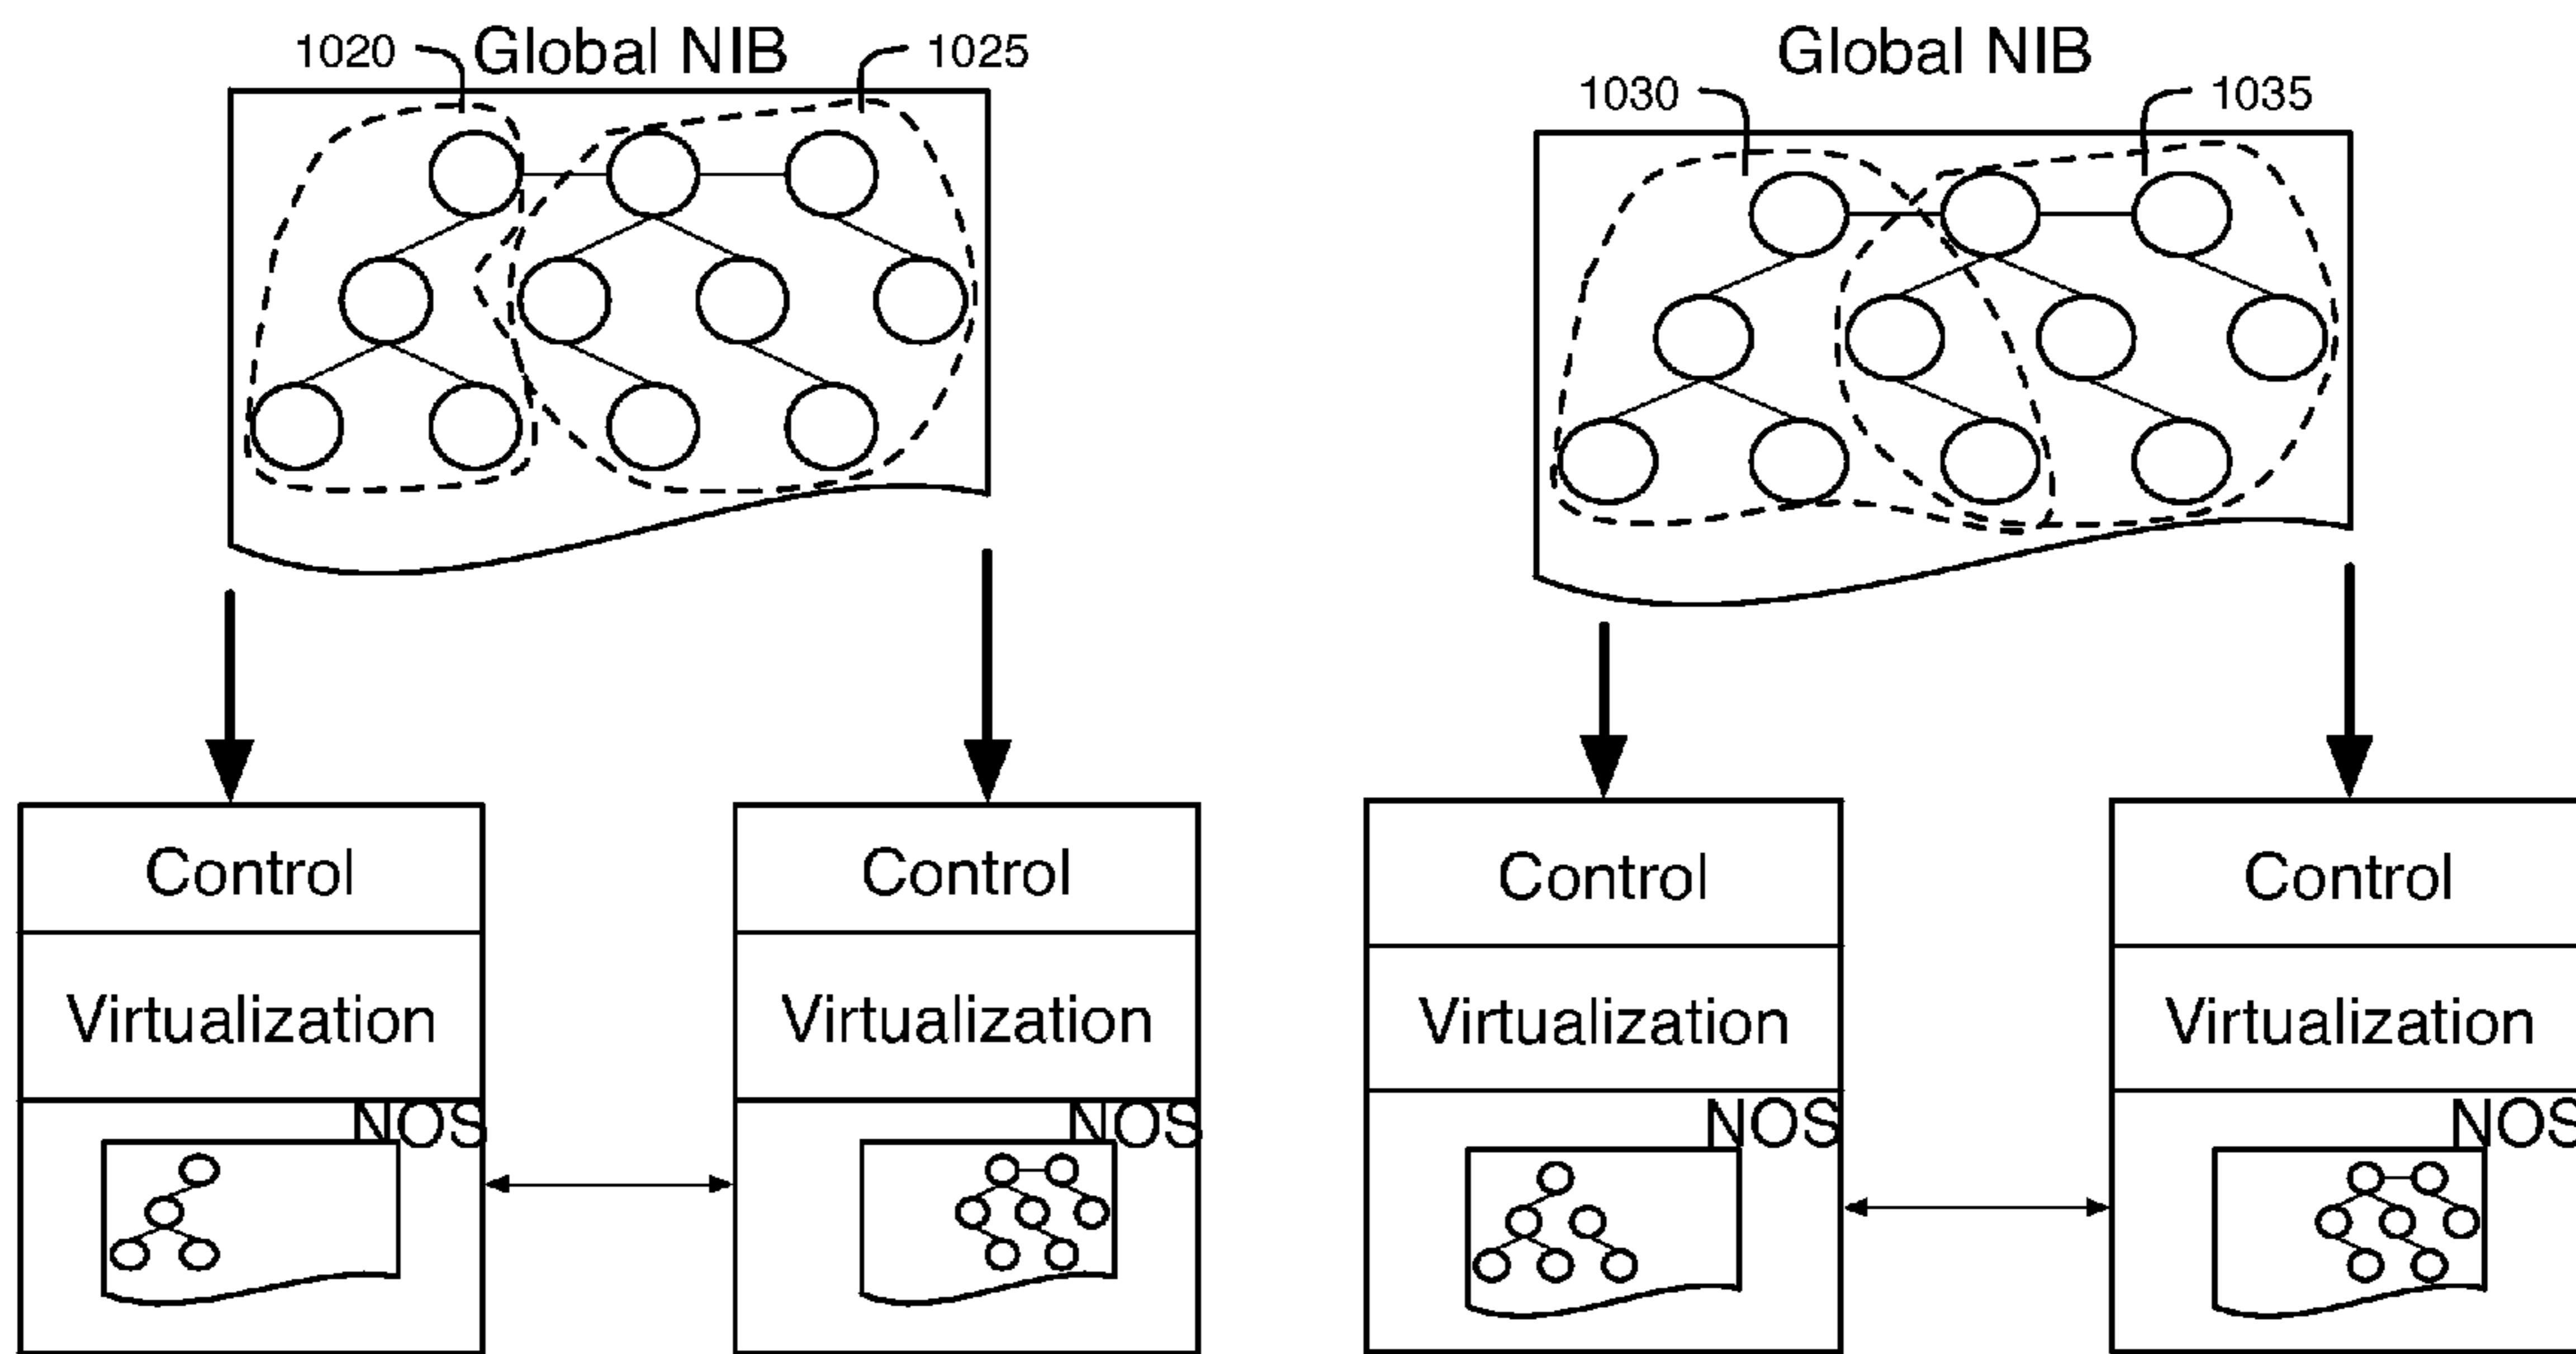 1020 Global NIB 1025
Global NIB
1030 1035
Control
Virtualization
NOS
Control
Virtualization
NOS
Control
Virtualization
NOS
Control
Virtualization
NOS